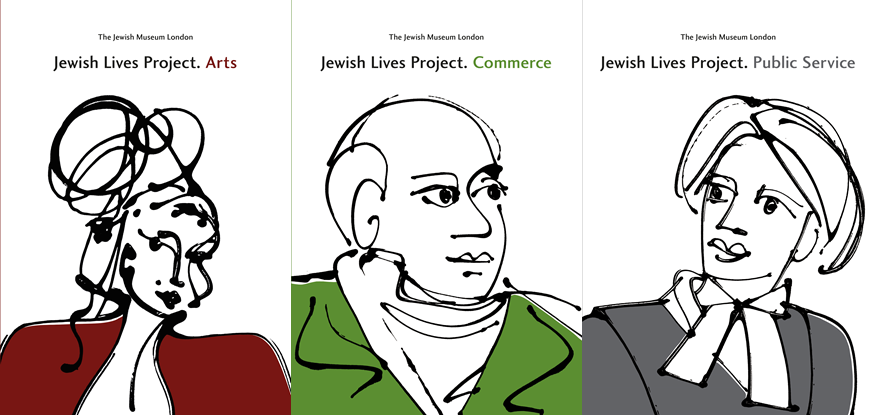 The Jewish Museum London
Jewish Lives Project. Arts
The Jewish Museum London
Jewish Lives Project. Commerce
The Jewish Museum London
Jewish Lives Project. Public Service